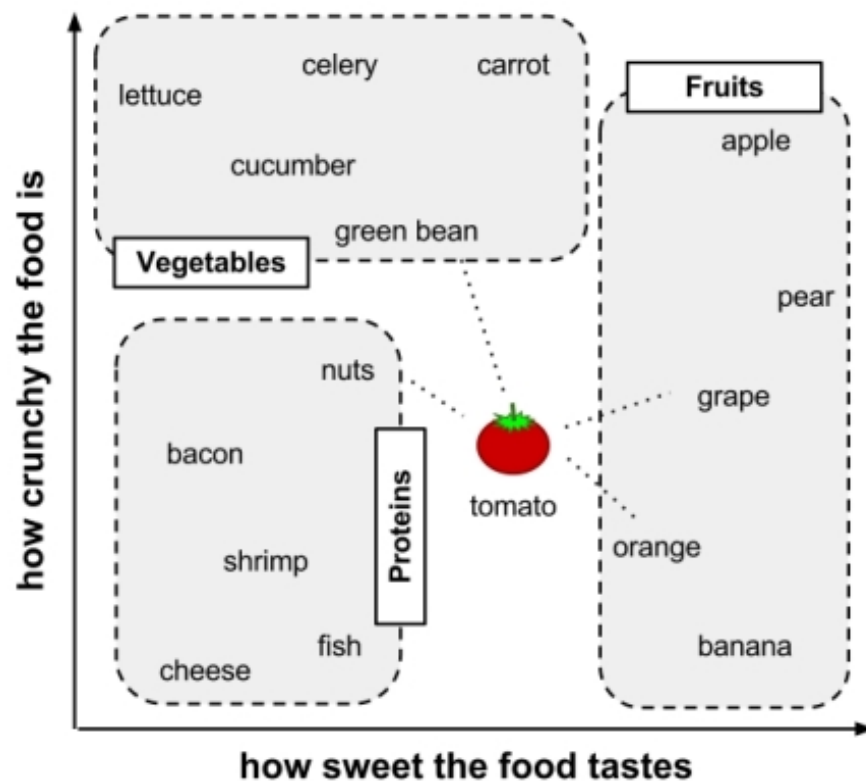 celery
carrot
lettuce
Fruits
apple
cucumber
green bean
Vegetables
pear
nuts
grape
bacon
tomato
Proteins
shrimp
orange
fish
banana
cheese
how crunchy the food is
how sweet the food tastes